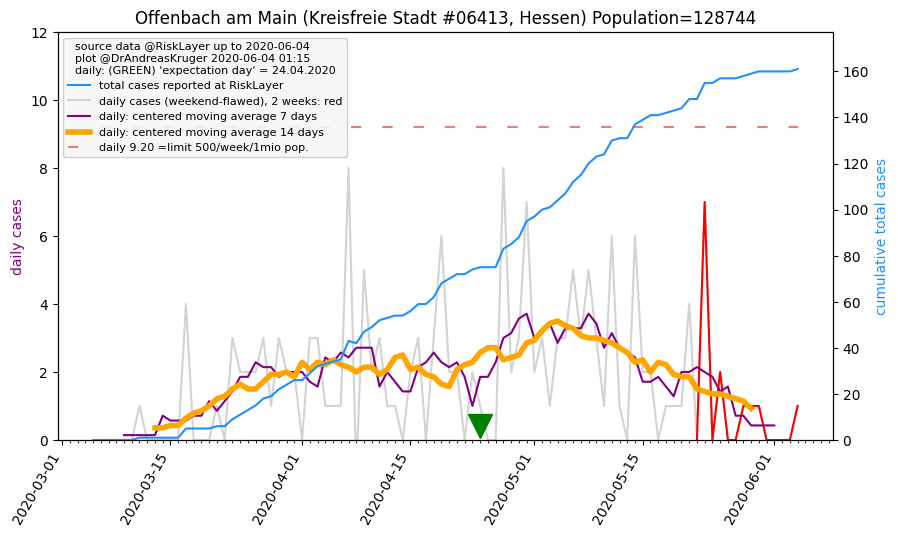 Offenbach am Main (Kreisfreie Stadt #06413, Hessen) Population=128744
source data @RiskLayer up to 2020-06-04
plot @DrAndreasKruger 2020-06-04 01:15
daily: (GREEN) 'expectation day' = 24.04.2020
total cases reported at RiskLayer
daily cases (weekend-flawed), 2 weeks: red
daily: centered moving average 7 days
daily: centered moving average 14 days
daily 9.20 =limit 500/week/1mio pop.
daily cases
12
10
8
6
4
2
0
160
140
120
100
80
60
40
20
0
cumulative total cases
2020-03-01
2020-03-15
2020-04-01
2020-04-15
2020-05-01
2020-05-15
2020-06-01